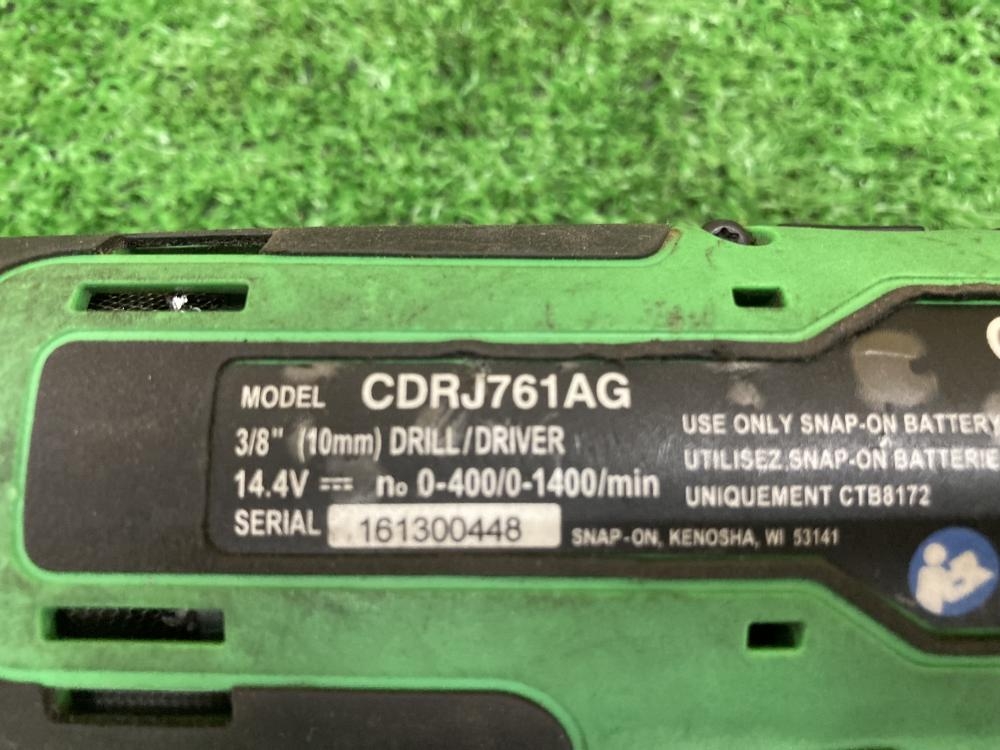 MODEL CDRJ761AG
3/8" (10mm) DRILL/DRIVER
14.4V ⎓ n₀ 0-400/0-1400/min
SERIAL 161300448
USE ONLY SNAP-ON BATTERY
UTILISEZ SNAP-ON BATTERIE
UNIQUEMENT CTB8172
SNAP-ON, KENOSHA, WI 53141